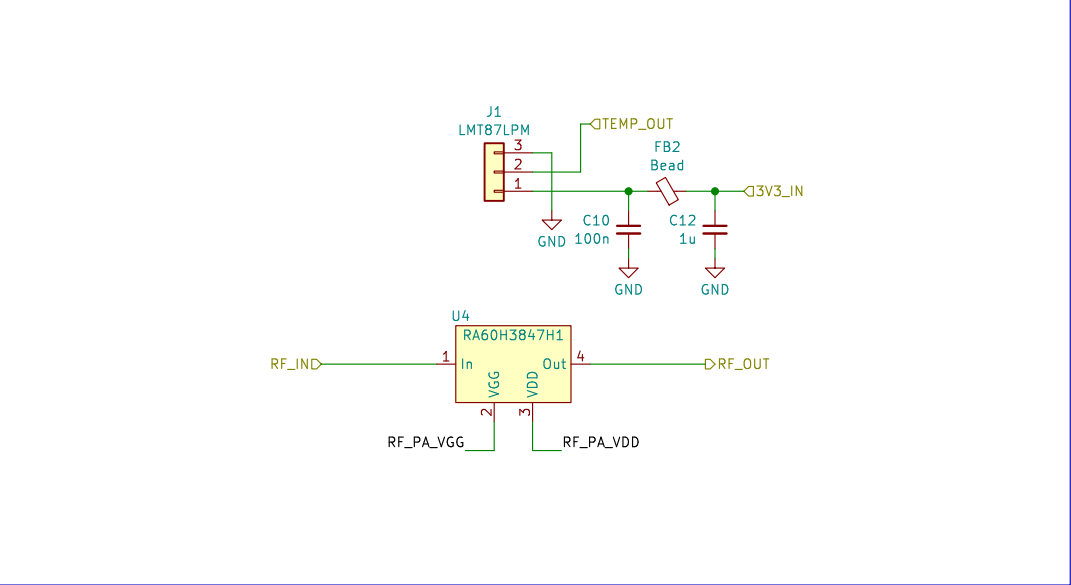 J1
LMT87LPM
3
2
1
TEMP_OUT
FB2
Bead
3V3_IN
C10
100n
C12
1u
GND
GND
GND
U4
RA60H3847H1
RF_IN
1
In
Out
4
RF_OUT
VGG
VDD
2
3
RF_PA_VGG
RF_PA_VDD